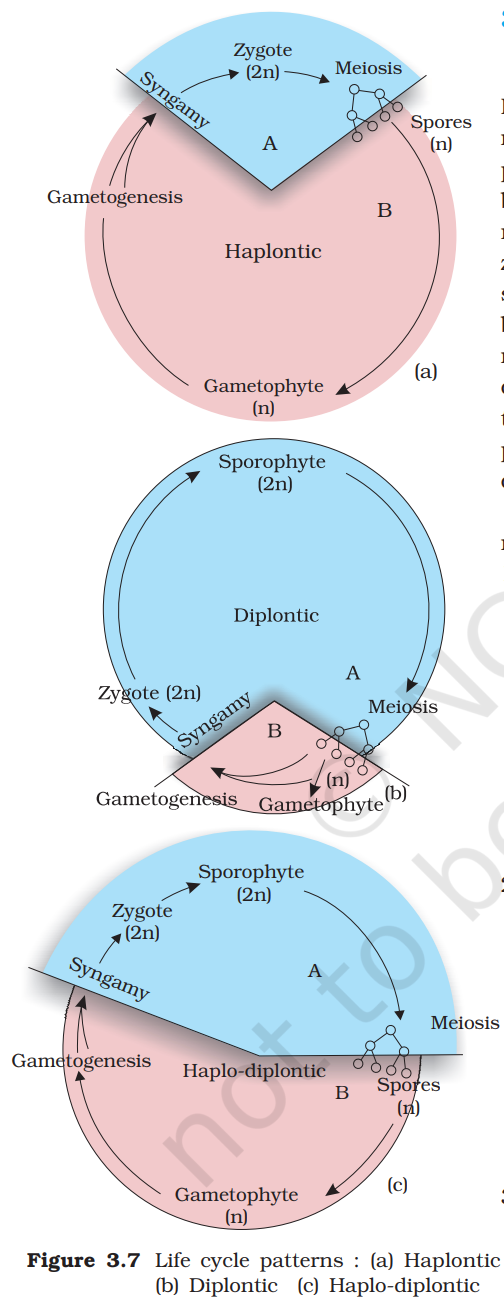 Zygote
(2n)
Meiosis
Syngamy
A
Spores
(n)
Gametogenesis
B
Haplontic
(a)
Gametophyte
(n)
Sporophyte
(2n)
Diplontic
A
Zygote (2n)
Syngamy
Meiosis
B
(n)
Gametogenesis
Gametophyte
(b)
Sporophyte
(2n)
Zygote
(2n)
Syngamy
A
Meiosis
Gametogenesis
Haplo-diplontic
B
Spores
(n)
Gametophyte
(n)
(c)
© NC
not to be
Figure 3.7 Life cycle patterns : (a) Haplontic
(b) Diplontic (c) Haplo-diplontic